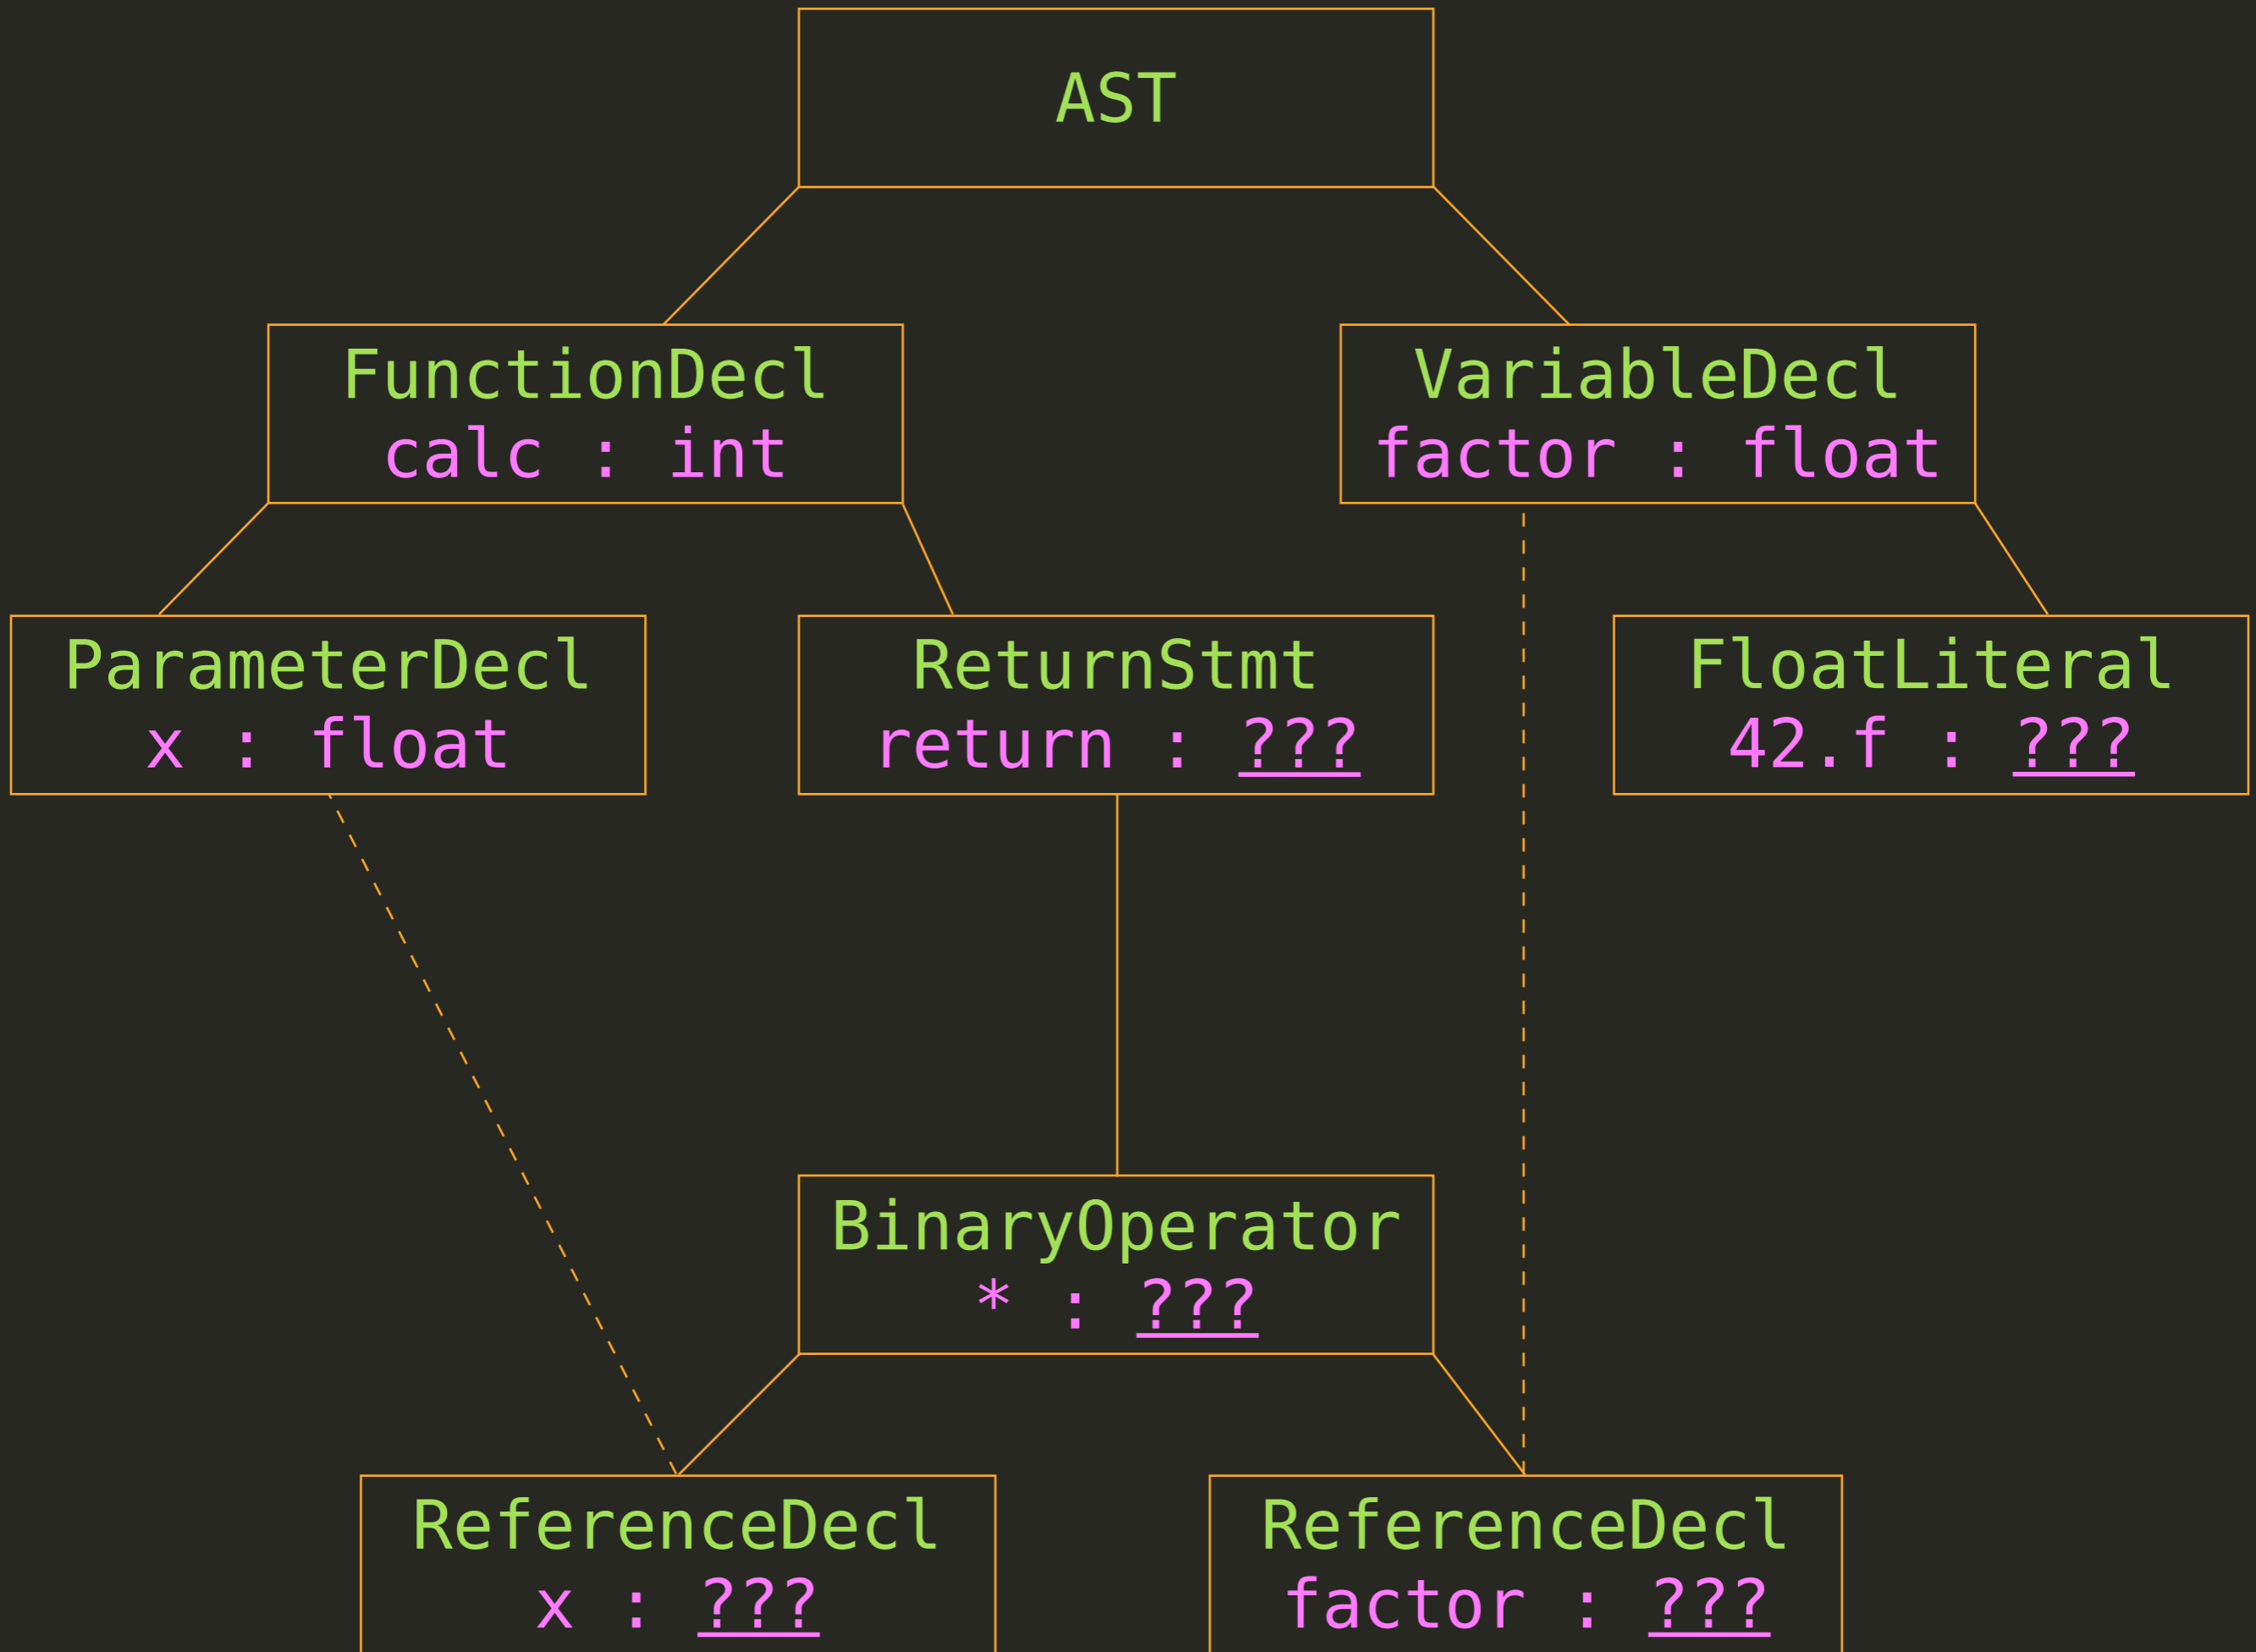 AST
FunctionDecl
calc : int
VariableDecl
factor : float
ParameterDecl
x : float
ReturnStmt
return : ???
FloatLiteral
42.f : ???
BinaryOperator
* : ???
ReferenceDecl
x : ???
ReferenceDecl
factor : ???